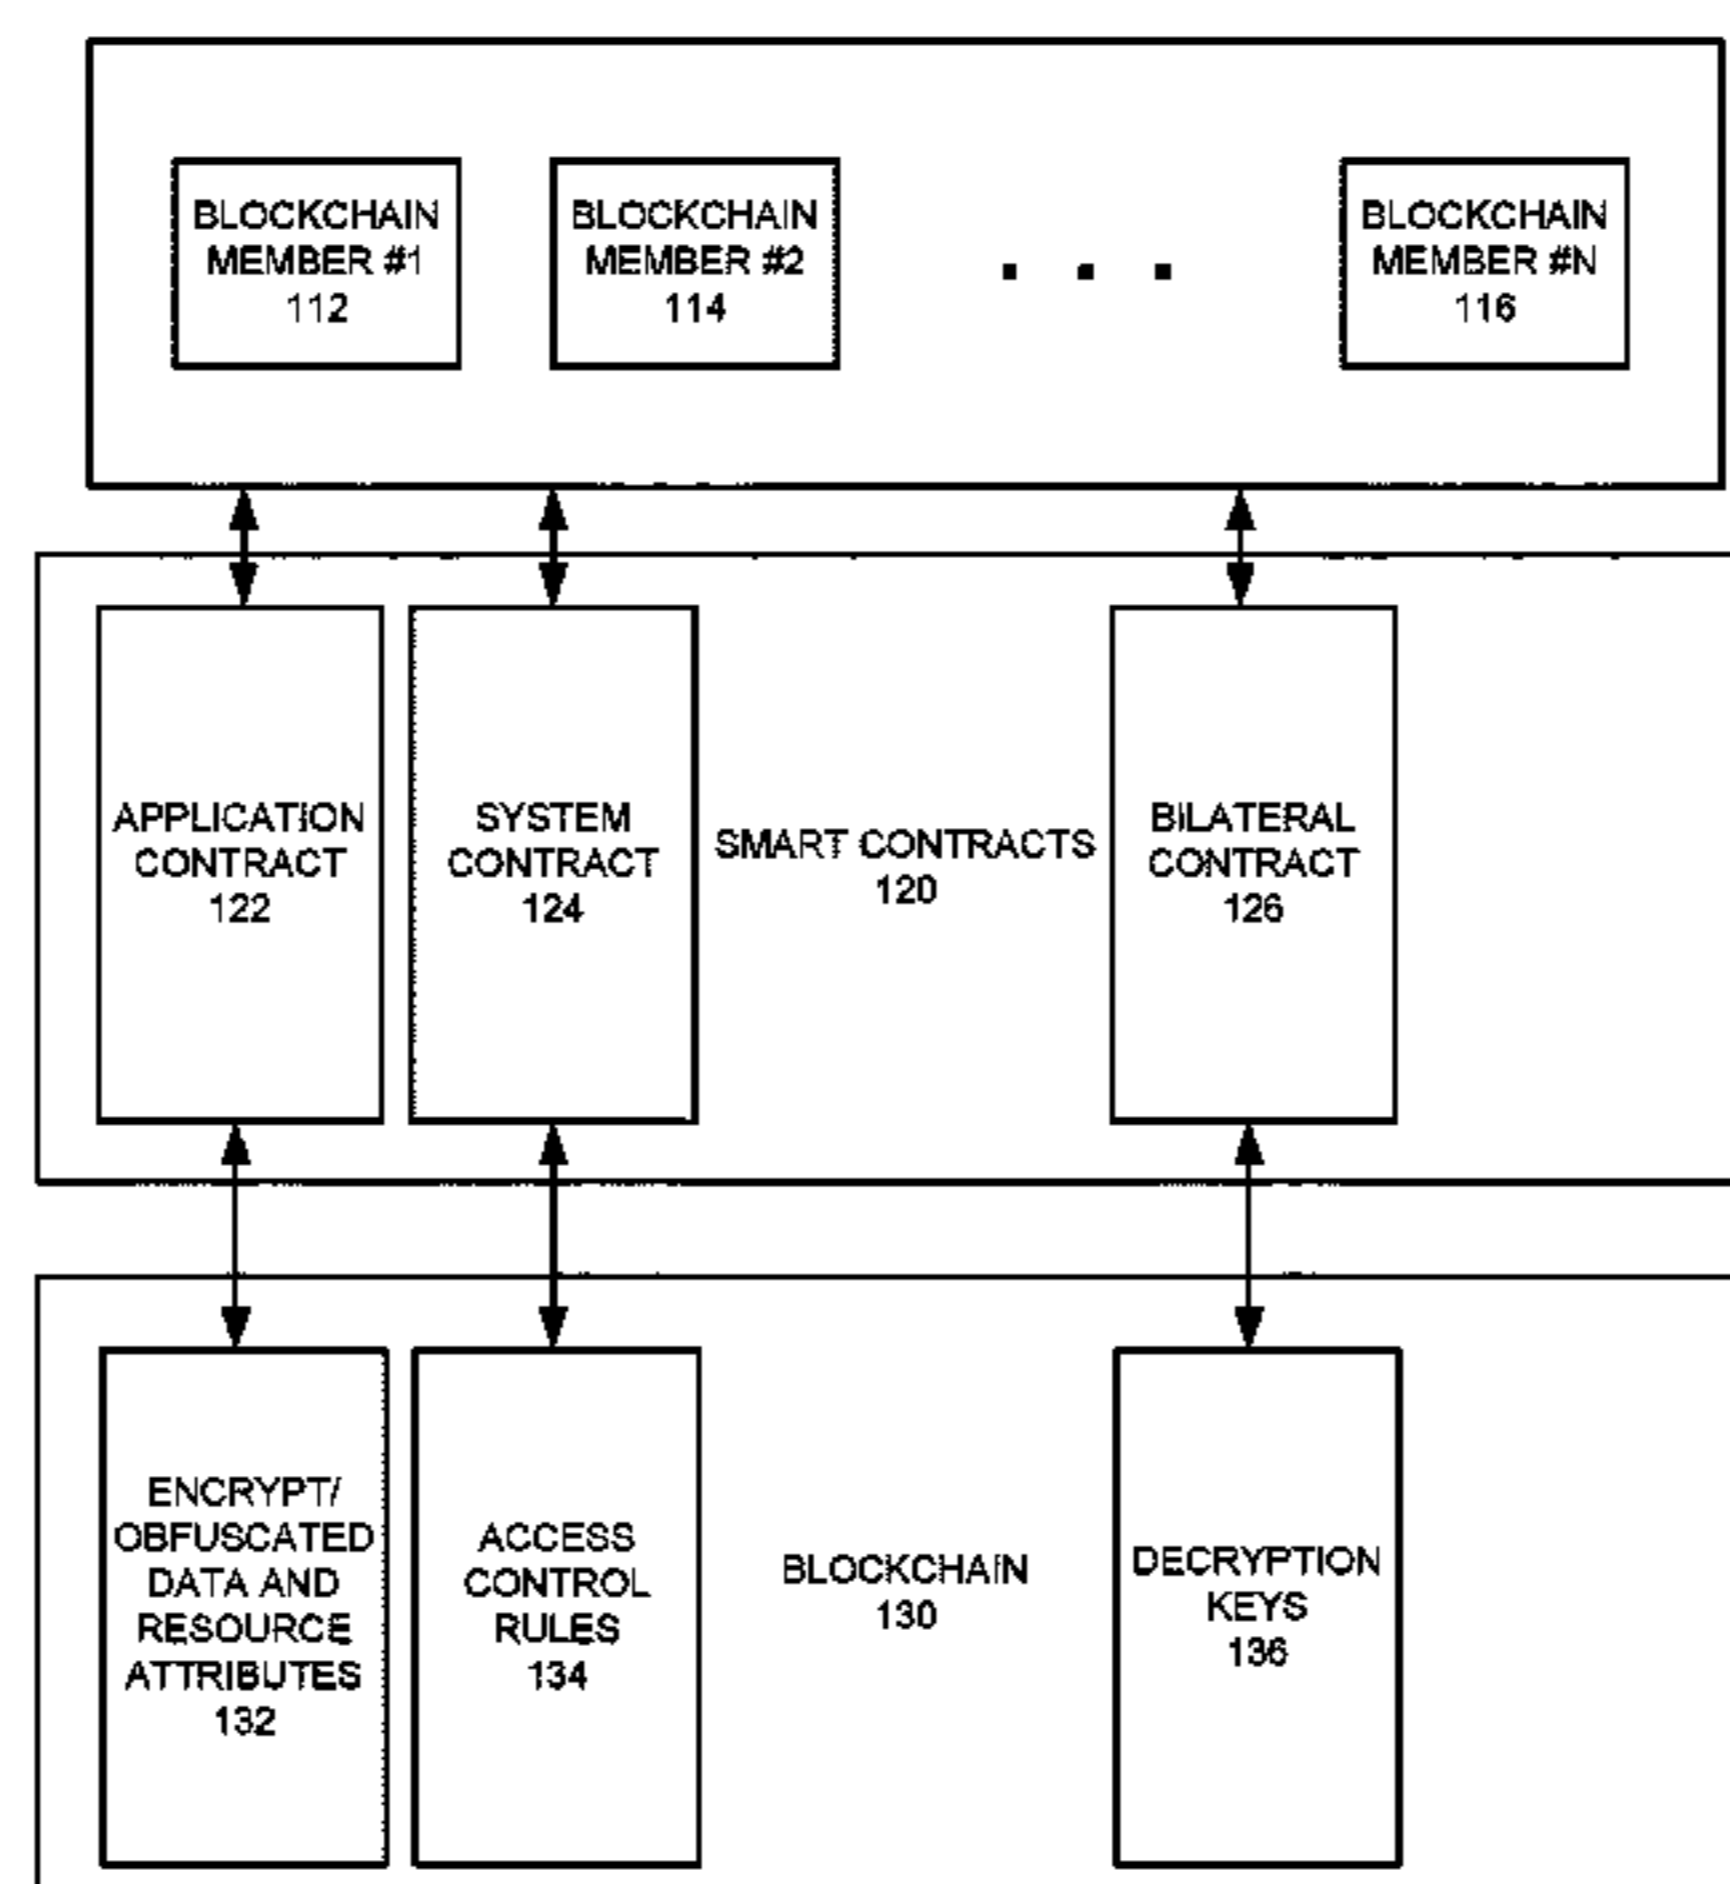 BLOCKCHAIN
MEMBER #1
112
BLOCKCHAIN
MEMBER #2
114
BLOCKCHAIN
MEMBER #N
116
APPLICATION
CONTRACT
122
SYSTEM
CONTRACT
124
SMART CONTRACTS
120
BILATERAL
CONTRACT
126
ENCRYPT/
OBFUSCATED
DATA AND
RESOURCE
ATTRIBUTES
132
ACCESS
CONTROL
RULES
134
BLOCKCHAIN
130
DECRYPTION
KEYS
136